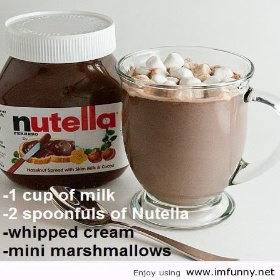 nutella
Hazelnut Spread with Skim Milk & Cocoa
-1 cup of milk
-2 spoonfuls of Nutella
-whipped cream
-mini marshmallows
Enjoy using www.imfunny.net